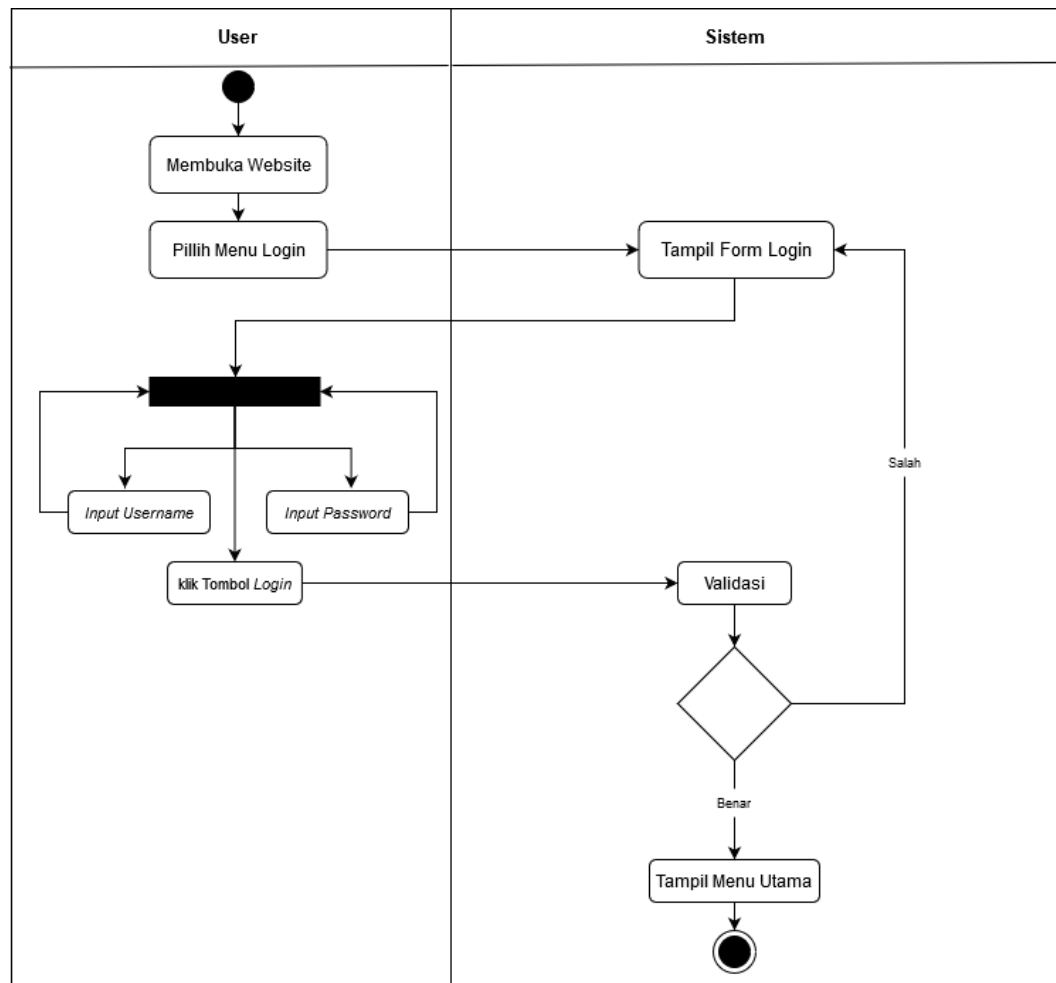 User
Sistem
Membuka Website
Pillih Menu Login
Tampil Form Login
Salah
Input Username
Input Password
klik Tombol Login
Validasi
Benar
Tampil Menu Utama